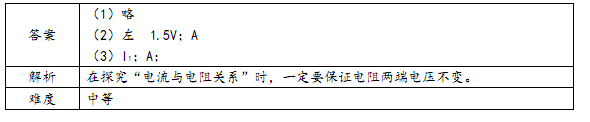 答案
（1）略
（2）左　1.5V；A
（3）I₁；A；
解析
在探究“电流与电阻关系”时，一定要保证电阻两端电压不变。
难度
中等